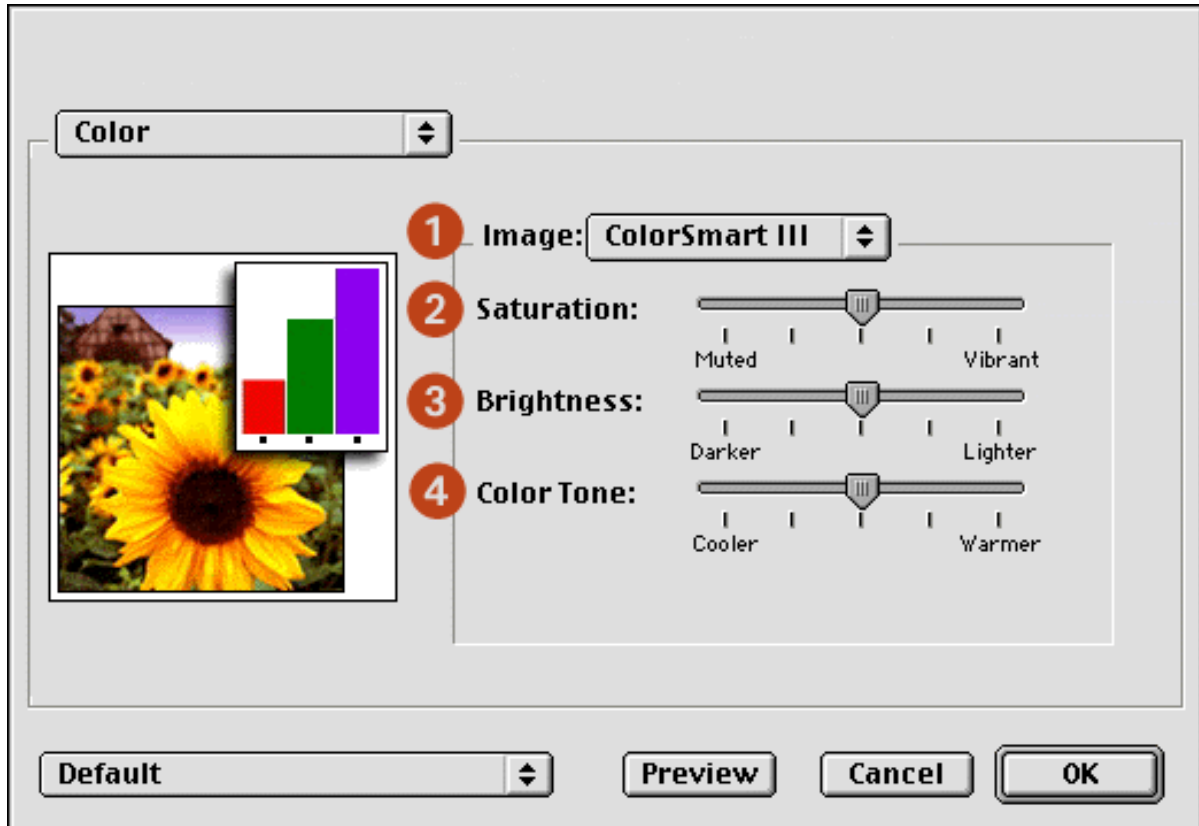 Color
1 Image: ColorSmart III
2 Saturation:
Muted Vibrant
3 Brightness:
Darker Lighter
4 Color Tone:
Cooler Warmer
Default Preview Cancel OK